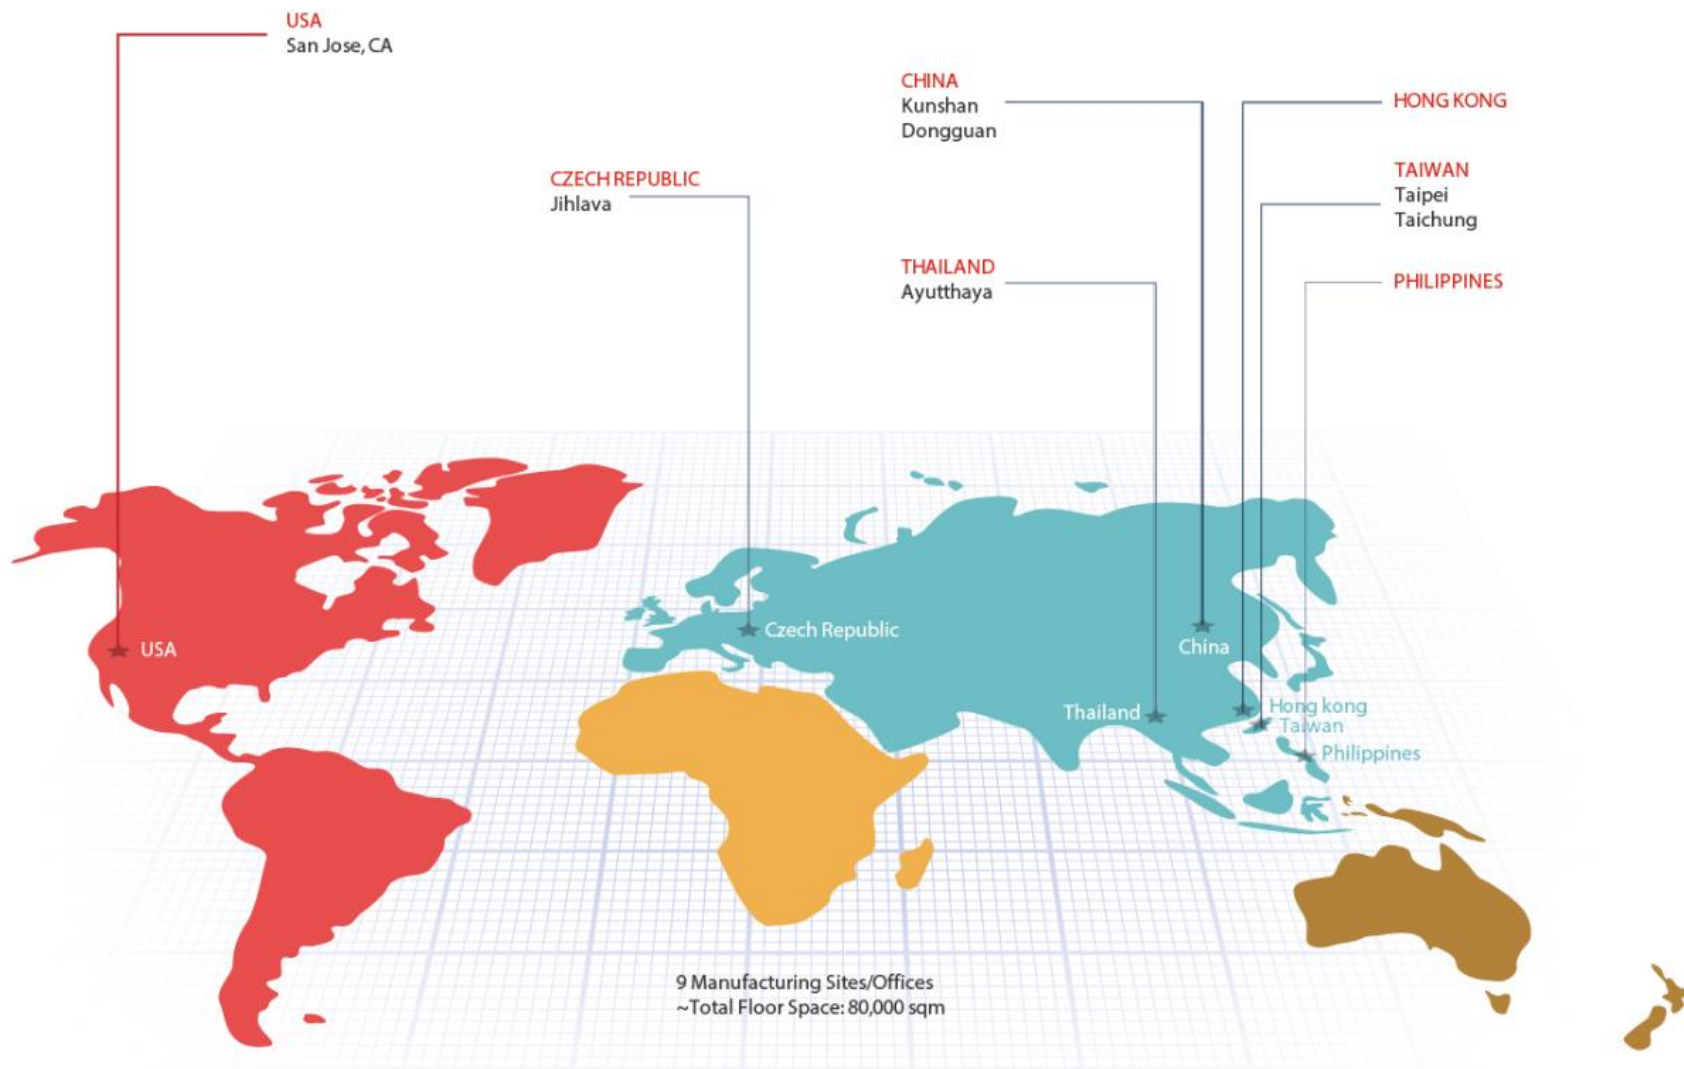 USA
San Jose, CA
CHINA
Kunshan
Dongguan
HONG KONG
CZECH REPUBLIC
Jihlava
TAIWAN
Taipei
Taichung
THAILAND
Ayutthaya
PHILIPPINES
USA
Czech Republic
China
Thailand
Hong kong
Taiwan
Philippines
9 Manufacturing Sites/Offices
~Total Floor Space: 80,000 sqm